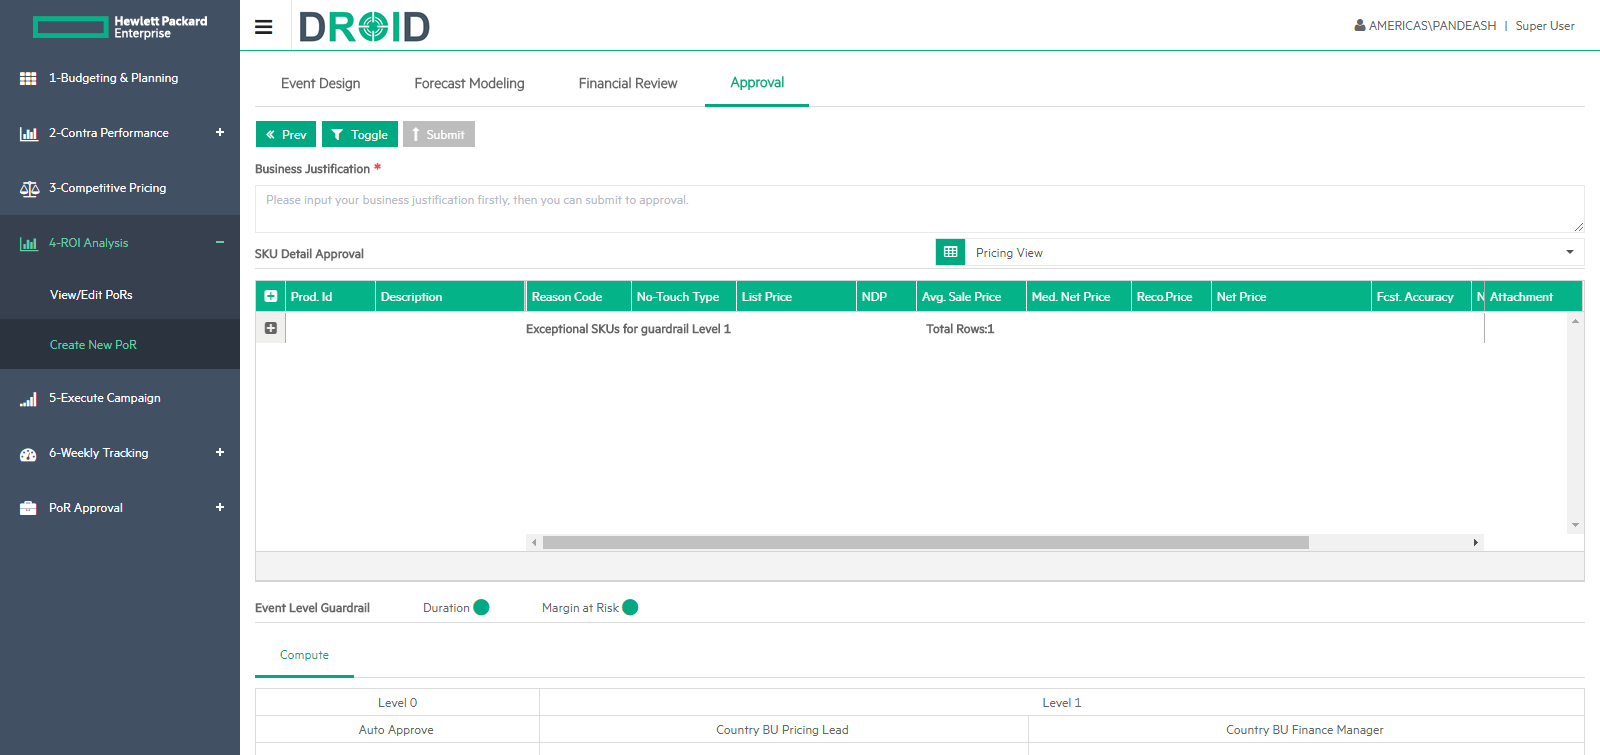 Hewlett Packard
Enterprise
DROID
AMERICAS\PANDEASH | Super User
1-Budgeting & Planning
2-Contra Performance +
3-Competitive Pricing
4-ROI Analysis −
View/Edit PoRs
Create New PoR
5-Execute Campaign
6-Weekly Tracking +
PoR Approval +
Event Design Forecast Modeling Financial Review Approval
« Prev Toggle Submit
Business Justification *
Please input your business justification firstly, then you can submit to approval.
SKU Detail Approval Pricing View
Prod. Id Description Reason Code No-Touch Type List Price NDP Avg. Sale Price Med. Net Price Reco.Price Net Price Fcst. Accuracy N Attachment
Exceptional SKUs for guardrail Level 1 Total Rows:1
Event Level Guardrail Duration Margin at Risk
Compute
Level 0 Level 1
Auto Approve Country BU Pricing Lead Country BU Finance Manager